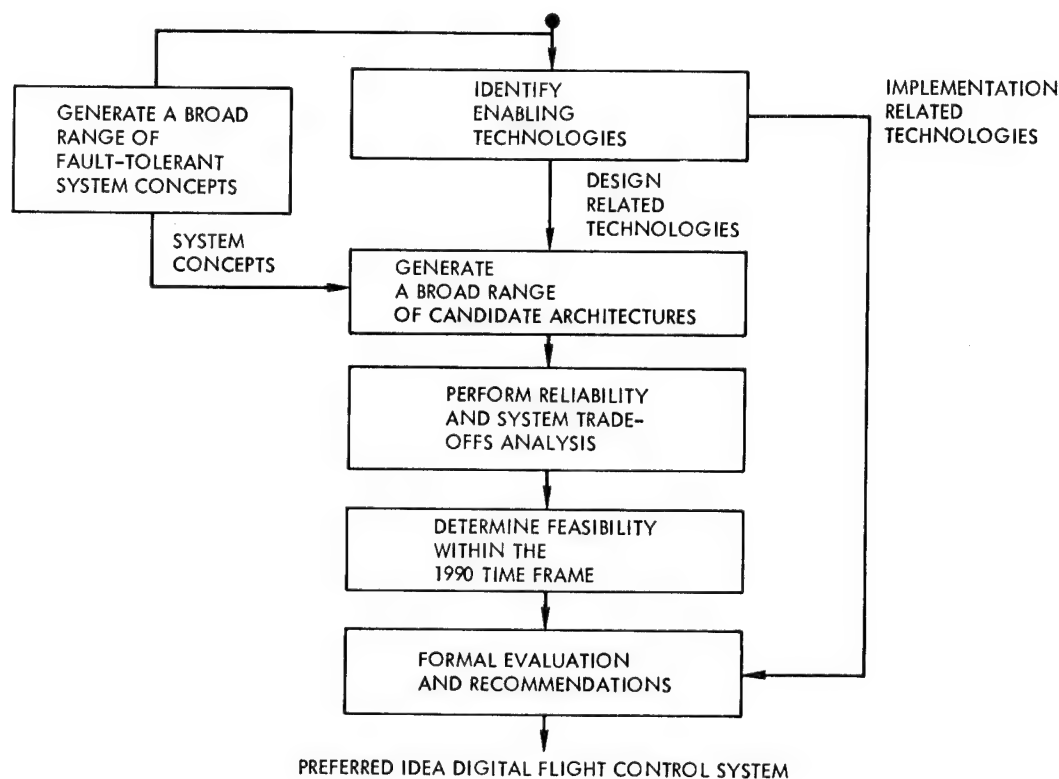 GENERATE A BROAD
RANGE OF
FAULT-TOLERANT
SYSTEM CONCEPTS
IDENTIFY
ENABLING
TECHNOLOGIES
IMPLEMENTATION
RELATED
TECHNOLOGIES
DESIGN
RELATED
TECHNOLOGIES
SYSTEM
CONCEPTS
GENERATE
A BROAD RANGE
OF CANDIDATE ARCHITECTURES
PERFORM RELIABILITY
AND SYSTEM TRADE-
OFFS ANALYSIS
DETERMINE FEASIBILITY
WITHIN THE
1990 TIME FRAME
FORMAL EVALUATION
AND RECOMMENDATIONS
PREFERRED IDEA DIGITAL FLIGHT CONTROL SYSTEM